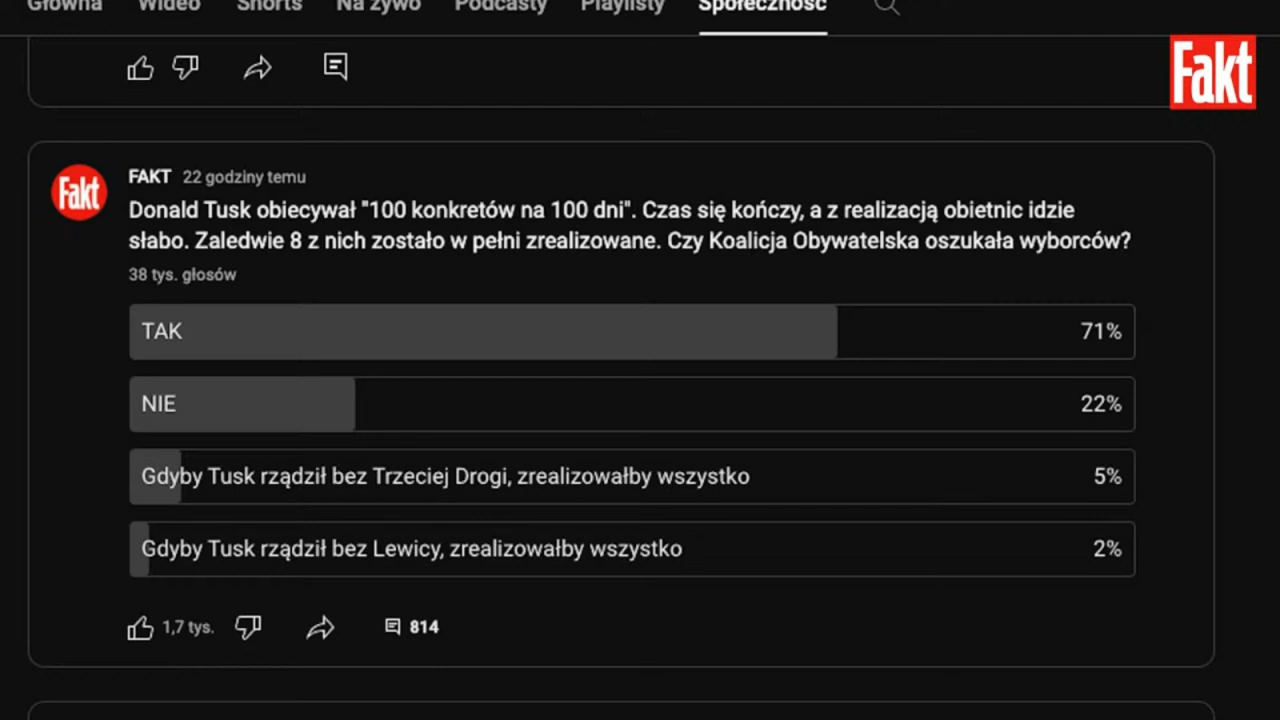 Główna Wideo Shorts Na żywo Podcasty Playlisty Społeczność
Fakt
Fakt
FAKT 22 godziny temu
Donald Tusk obiecywał "100 konkretów na 100 dni". Czas się kończy, a z realizacją obietnic idzie
słabo. Zaledwie 8 z nich zostało w pełni zrealizowane. Czy Koalicja Obywatelska oszukała wyborców?
38 tys. głosów
TAK 71%
NIE 22%
Gdyby Tusk rządził bez Trzeciej Drogi, zrealizowałby wszystko 5%
Gdyby Tusk rządził bez Lewicy, zrealizowałby wszystko 2%
1,7 tys. 814